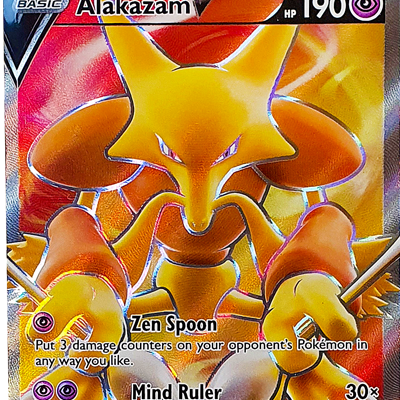 BASIC
Alakazam V HP 190
Zen Spoon
Put 3 damage counters on your opponent's Pokémon in
any way you like.
Mind Ruler 30×